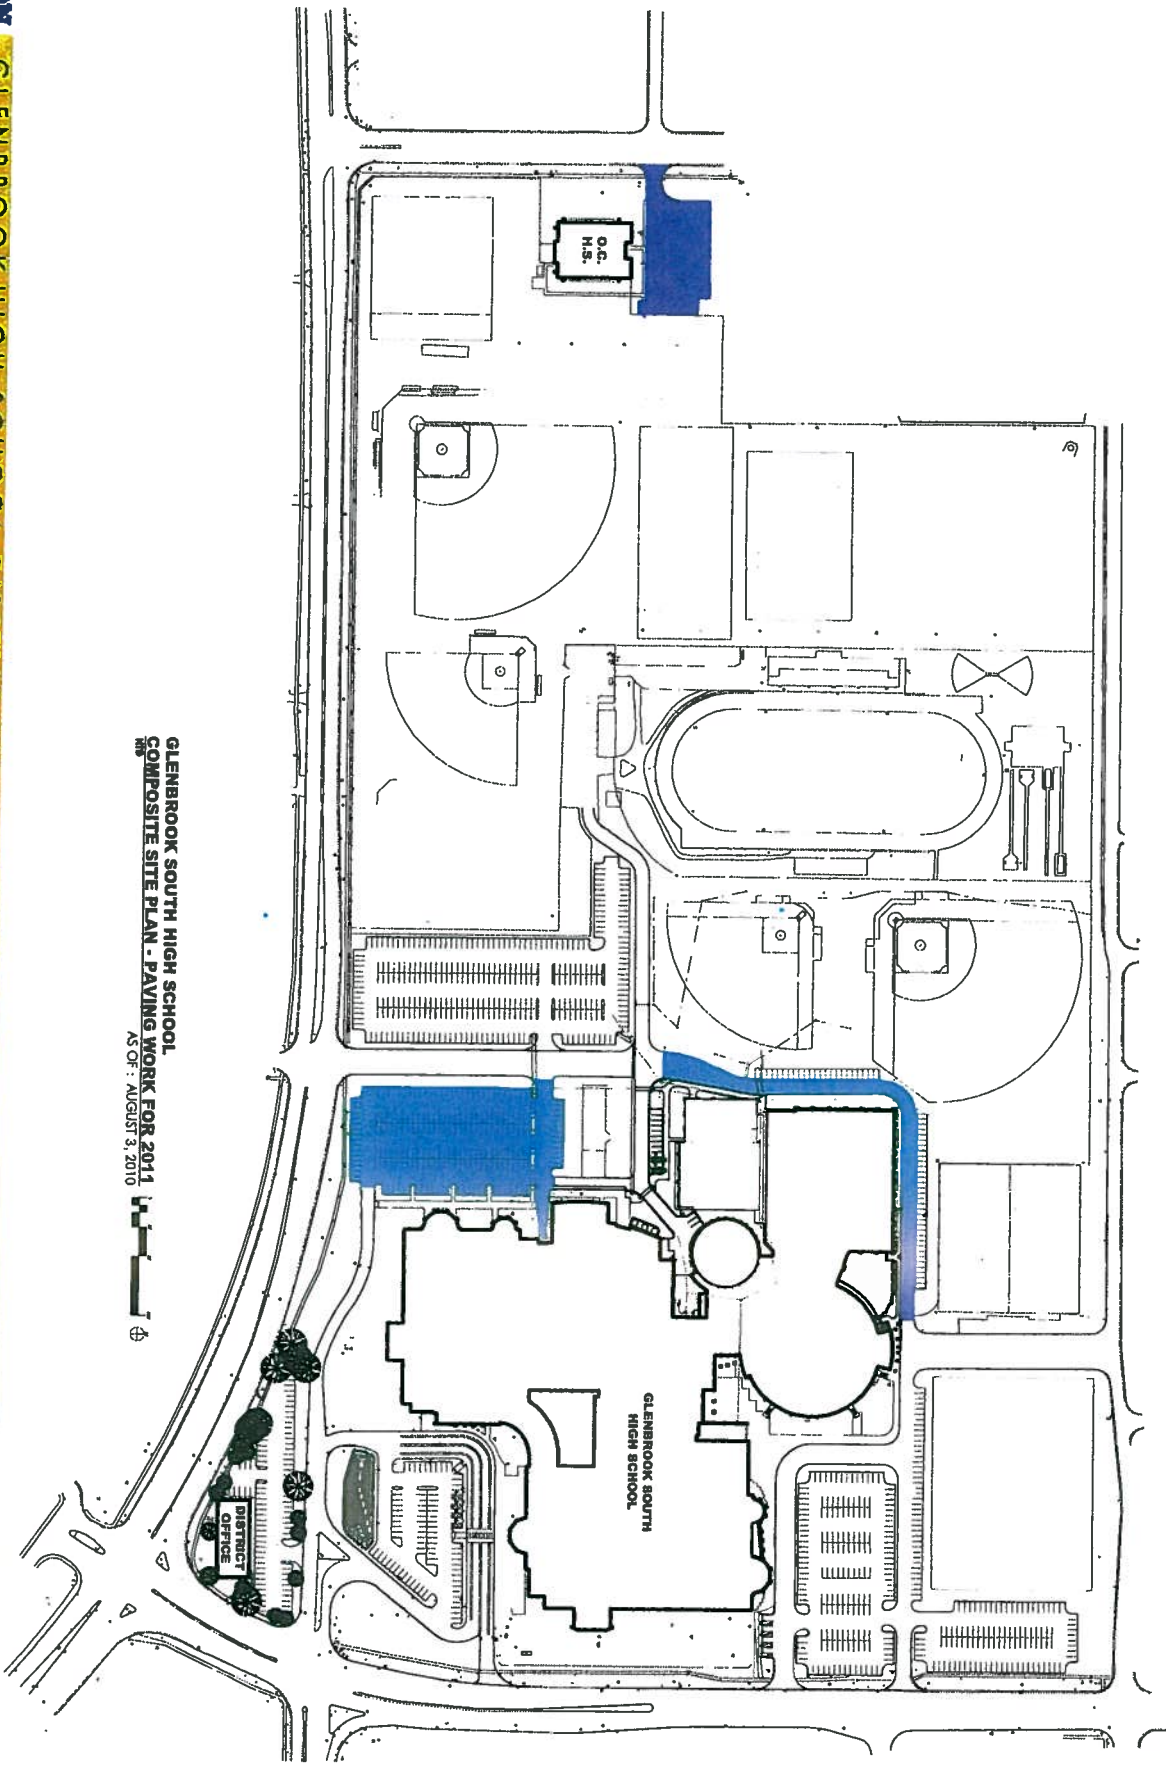 GLENBROOK SOUTH HIGH SCHOOL
COMPOSITE SITE PLAN - PAVING WORK FOR 2011
NTS
AS OF : AUGUST 3, 2010
O.C.
H.S.
GLENBROOK SOUTH
HIGH SCHOOL
DISTRICT
OFFICE